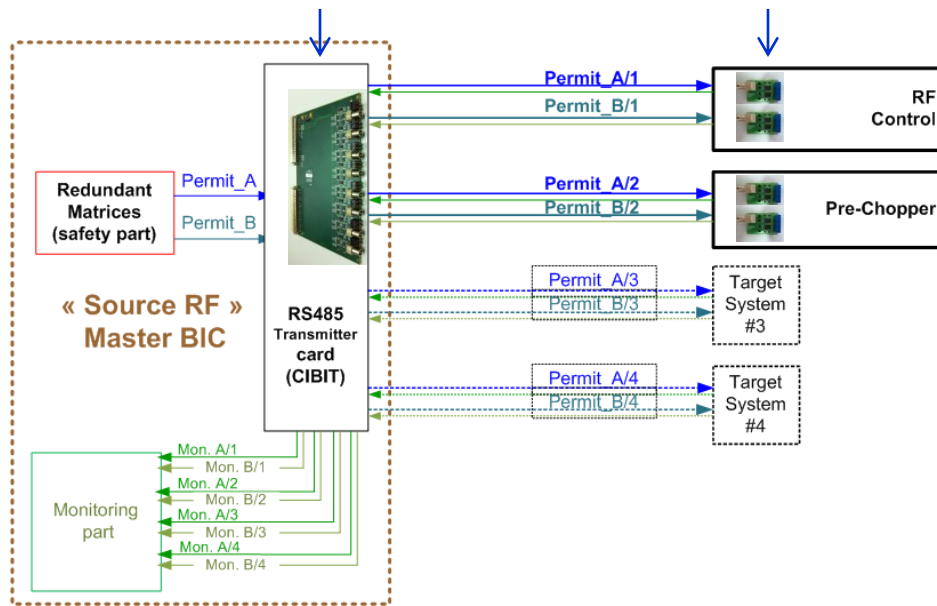 Permit_A/1
Permit_B/1
RF
Control
Permit_A
Permit_B
Redundant
Matrices
(safety part)
Permit_A/2
Permit_B/2
Pre-Chopper
« Source RF »
Master BIC
RS485
Transmitter
card
(CIBIT)
Permit_A/3
Permit_B/3
Target
System
#3
Permit_A/4
Permit_B/4
Target
System
#4
Mon. A/1
Mon. B/1
Mon. A/2
Mon. B/2
Mon. A/3
Mon. B/3
Mon. A/4
Mon. B/4
Monitoring
part